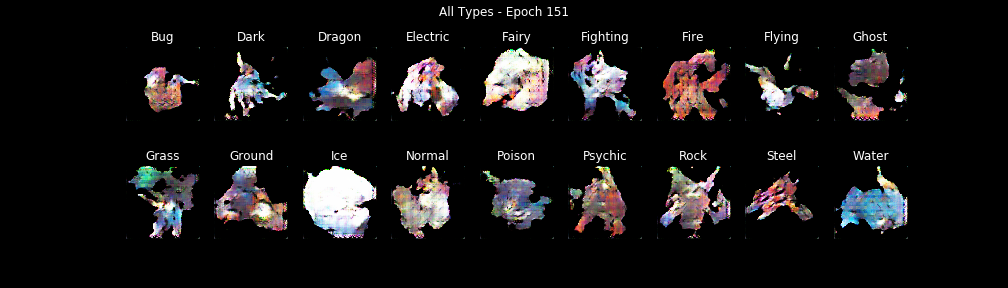 All Types - Epoch 151
Bug Dark Dragon Electric Fairy Fighting Fire Flying Ghost
Grass Ground Ice Normal Poison Psychic Rock Steel Water